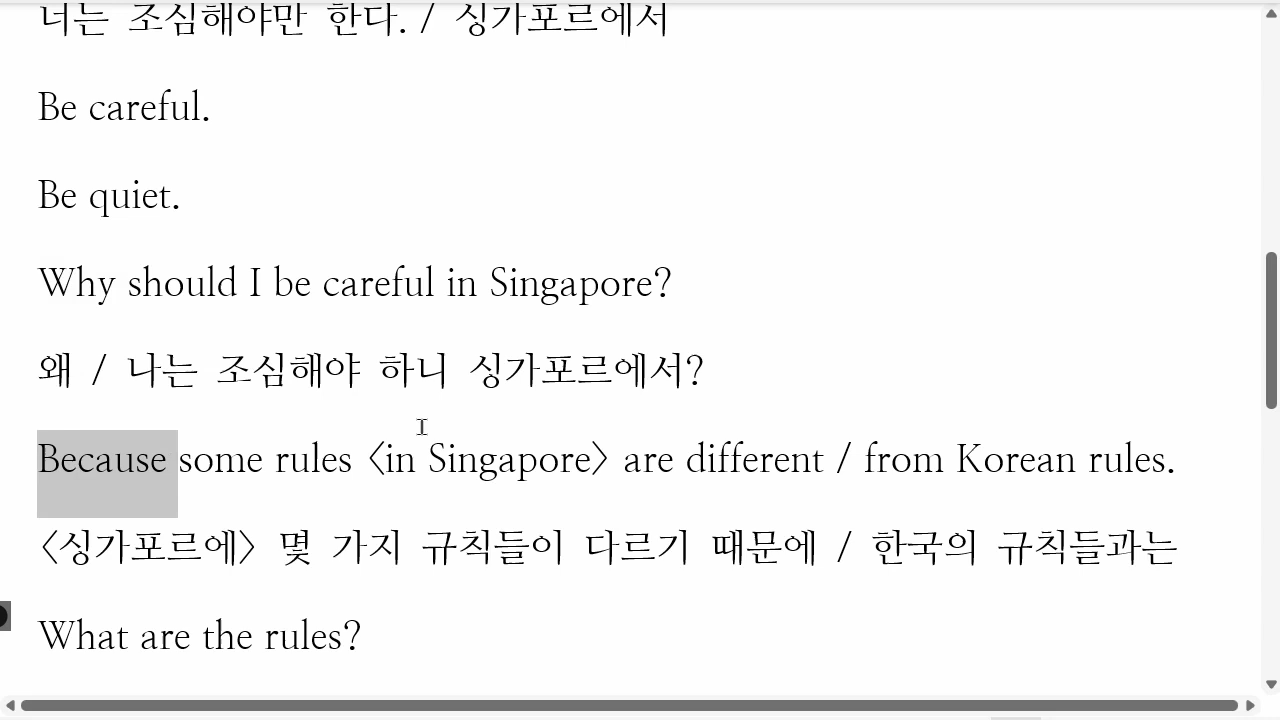 너는 조심해야만 한다. / 싱가포르에서
Be careful.
Be quiet.
Why should I be careful in Singapore?
왜 / 나는 조심해야 하니 싱가포르에서?
Because some rules 〈in Singapore〉 are different / from Korean rules.
〈싱가포르에〉 몇 가지 규칙들이 다르기 때문에 / 한국의 규칙들과는
What are the rules?